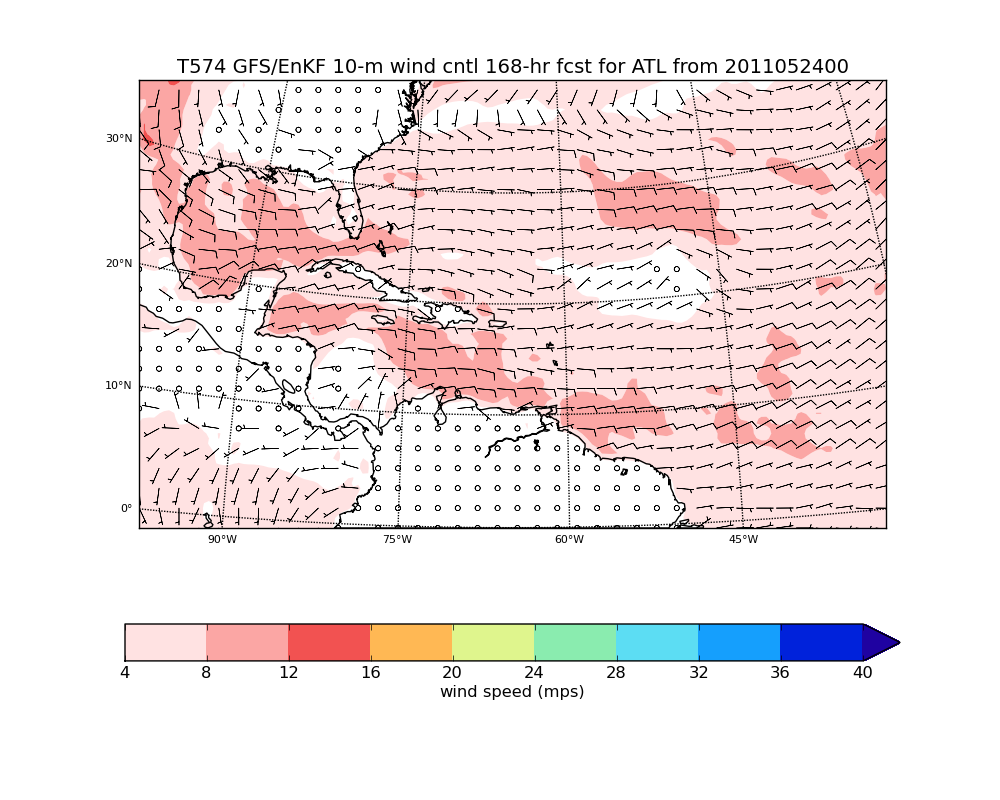 T574 GFS/EnKF 10-m wind cntl 168-hr fcst for ATL from 2011052400
30°N
20°N
10°N
0°
90°W 75°W 60°W 45°W
4 8 12 16 20 24 28 32 36 40
wind speed (mps)